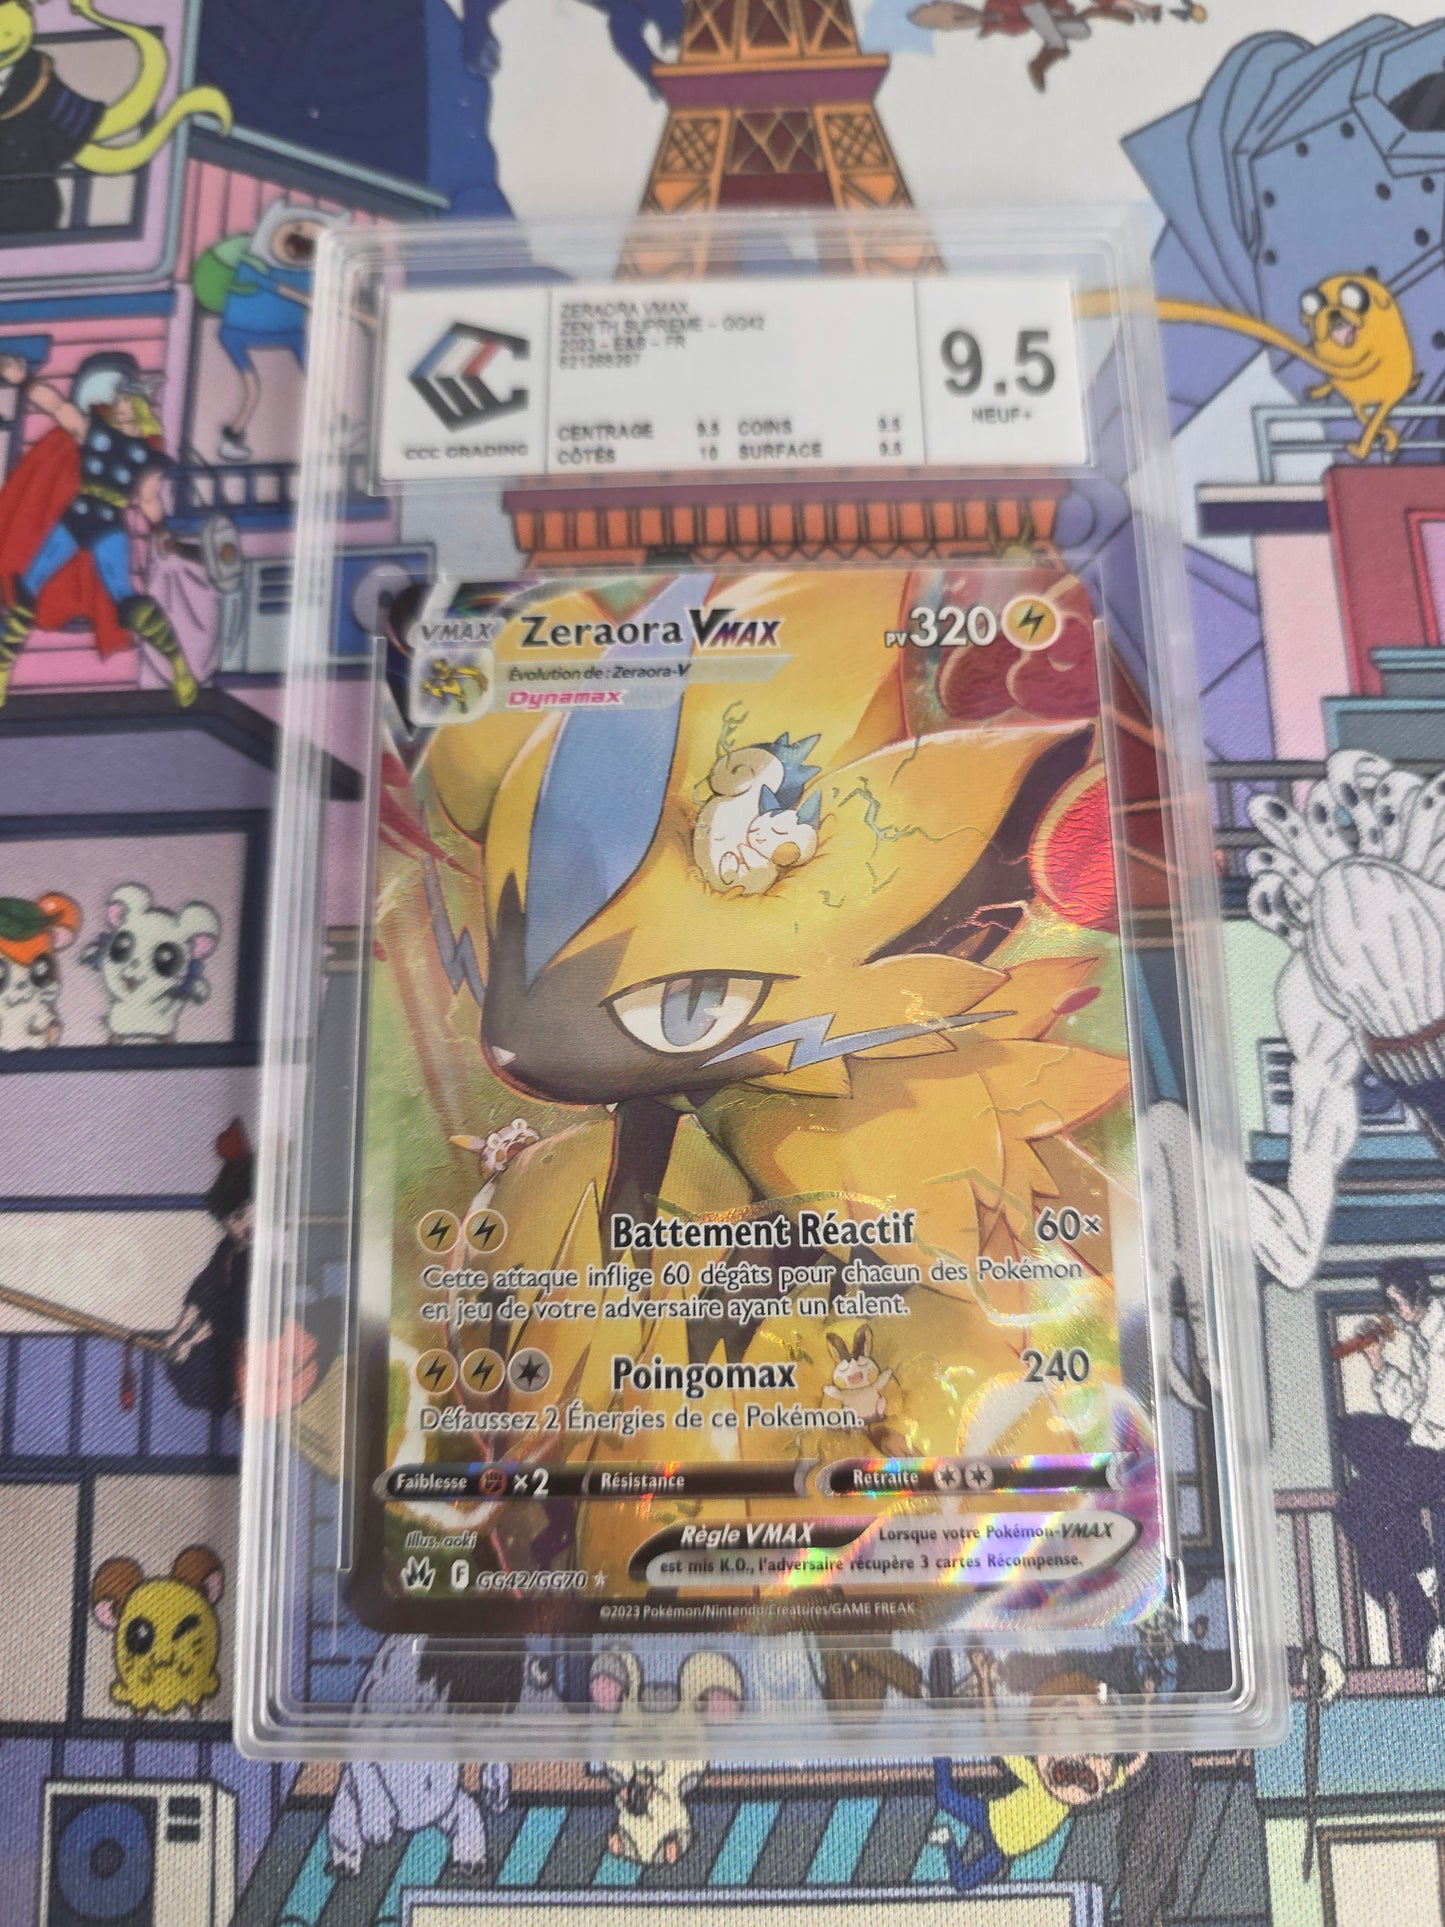 ZERAORA VMAX
ZENITH SUPREME - GG42
2023 - E&B - FR
621268297
CCC GRADING
CENTRAGE 9.5 COINS 9.5
CÔTÉS 10 SURFACE 9.5
9.5
NEUF+
VMAX Zeraora VMAX PV 320
Évolution de : Zeraora-V
Dynamax
Battement Réactif 60×
Cette attaque inflige 60 dégâts pour chacun des Pokémon
en jeu de votre adversaire ayant un talent.
Poingomax 240
Défaussez 2 Énergies de ce Pokémon.
Faiblesse ×2 Résistance Retraite
Illus. aoki
Règle VMAX Lorsque votre Pokémon-VMAX
est mis K.O., l'adversaire récupère 3 cartes Récompense.
F GG42/GG70
©2023 Pokémon/Nintendo/Creatures/GAME FREAK